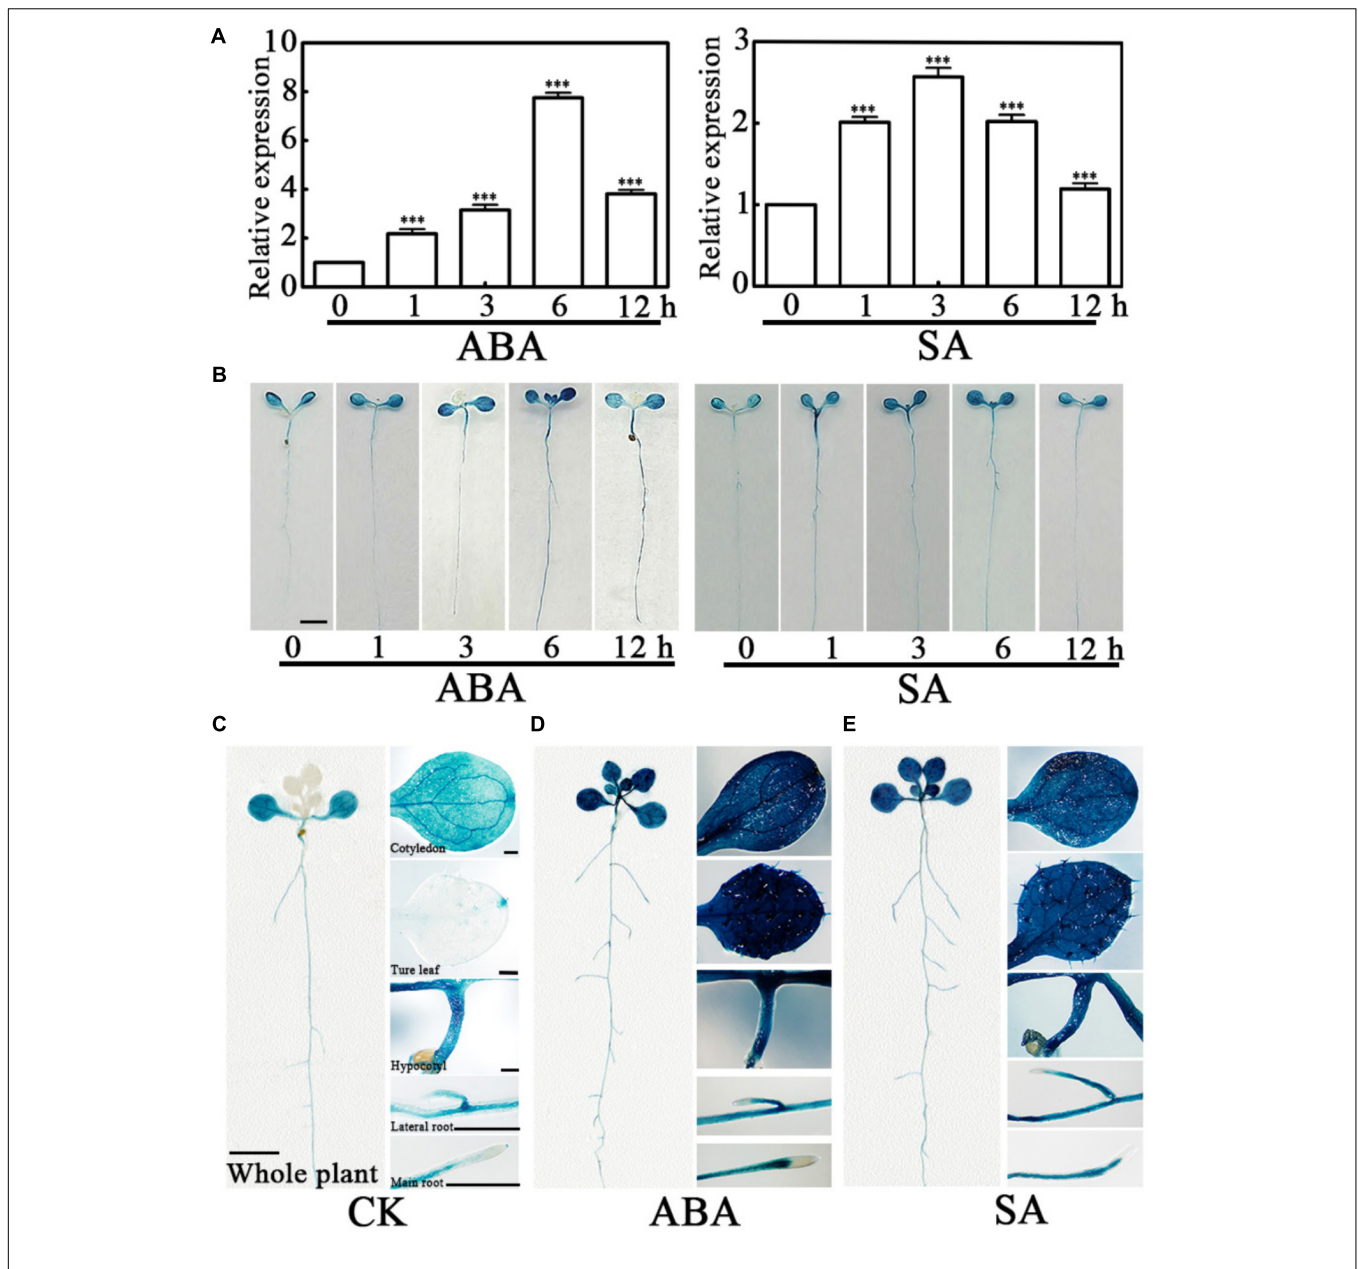 A
Relative expression
10
8
6
4
2
0
***
***
***
***
0 1 3 6 12 h
ABA
Relative expression
3
2
1
0
***
***
***
***
0 1 3 6 12 h
SA
B
0 1 3 6 12 h
ABA
0 1 3 6 12 h
SA
C
Cotyledon
Ture leaf
Hypocotyl
Lateral root
Main root
Whole plant
CK
D
ABA
E
SA